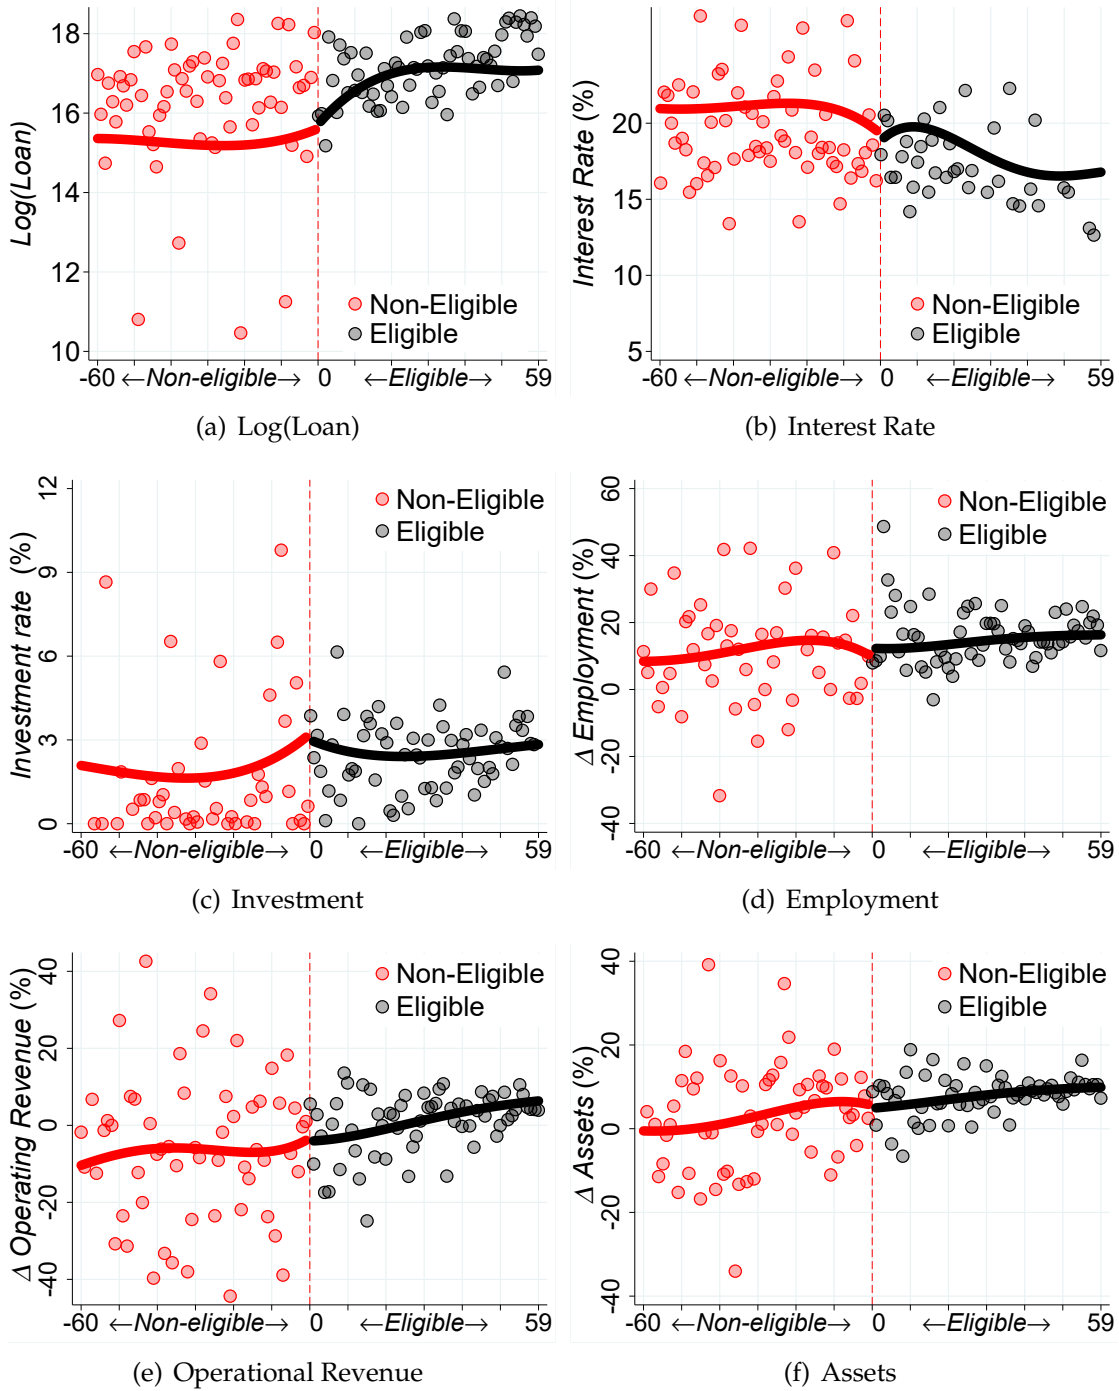 Log(Loan)
18
16
14
12
10
Non-Eligible
Eligible
-60 ←Non-eligible→ 0 ←Eligible→ 59
(a) Log(Loan)
Interest Rate (%)
20
15
10
5
Non-Eligible
Eligible
-60 ←Non-eligible→ 0 ←Eligible→ 59
(b) Interest Rate
Investment rate (%)
12
9
6
3
0
Non-Eligible
Eligible
-60 ←Non-eligible→ 0 ←Eligible→ 59
(c) Investment
Δ Employment (%)
60
40
20
0
-20
-40
Non-Eligible
Eligible
-60 ←Non-eligible→ 0 ←Eligible→ 59
(d) Employment
Δ Operating Revenue (%)
40
20
0
-20
-40
Non-Eligible
Eligible
-60 ←Non-eligible→ 0 ←Eligible→ 59
(e) Operational Revenue
Δ Assets (%)
40
20
0
-20
-40
Non-Eligible
Eligible
-60 ←Non-eligible→ 0 ←Eligible→ 59
(f) Assets